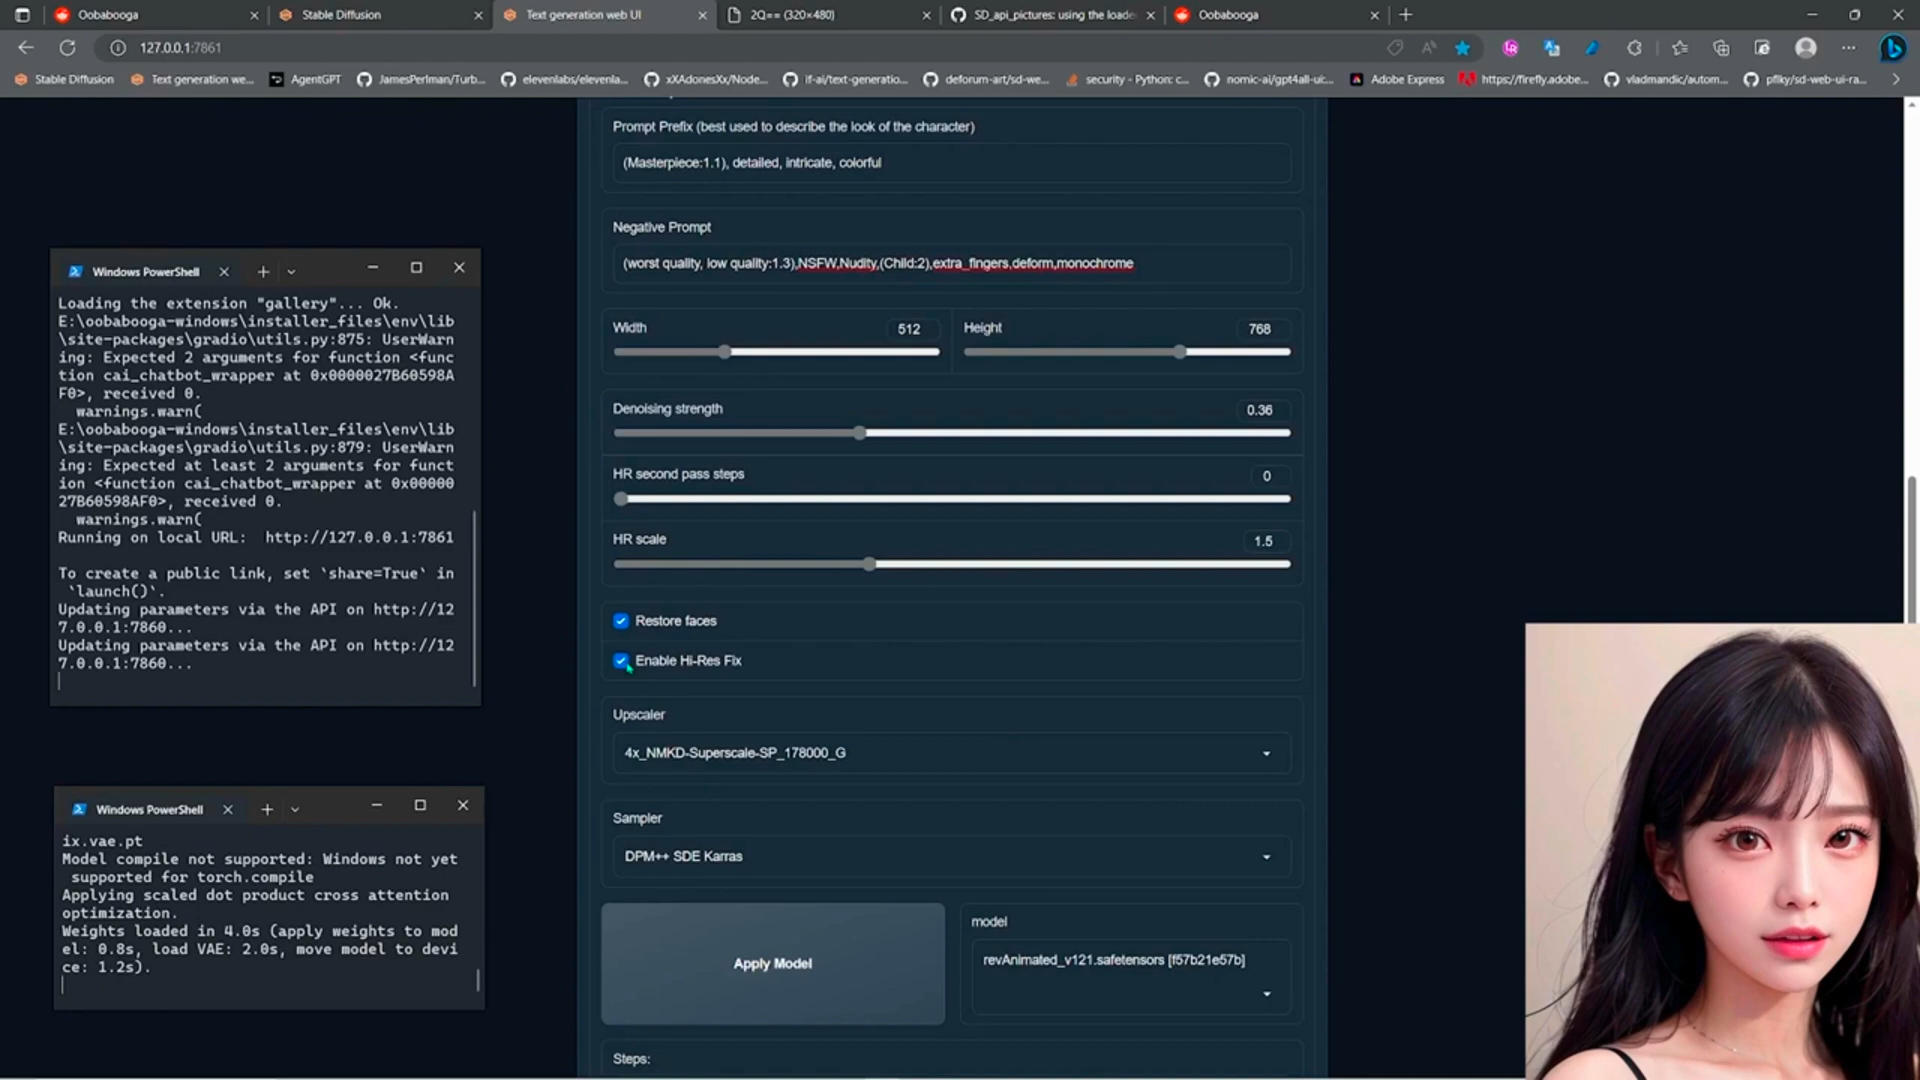 Oobabooga
Stable Diffusion
Text generation web UI
2Q== (320×480)
SD_api_pictures: using the loade
Oobabooga
127.0.0.1:7861
Stable Diffusion
Text generation we...
AgentGPT
JamesPerlman/Turb...
elevenlabs/elevenla...
xXAdonesXx/Node...
if-ai/text-generatio...
deforum-art/sd-we...
security - Python: c...
nomic-ai/gpt4all-ui:...
Adobe Express
https://firefly.adobe...
vladmandic/autom...
pfiky/sd-web-ui-ra...
Prompt Prefix (best used to describe the look of the character)
(Masterpiece:1.1), detailed, intricate, colorful
Negative Prompt
(worst quality, low quality:1.3),NSFW,Nudity,(Child:2),extra_fingers,deform,monochrome
Width
512
Height
768
Denoising strength
0.36
HR second pass steps
0
HR scale
1.5
Restore faces
Enable Hi-Res Fix
Upscaler
4x_NMKD-Superscale-SP_178000_G
Sampler
DPM++ SDE Karras
Apply Model
model
revAnimated_v121.safetensors [f57b21e57b]
Steps:
Windows PowerShell
Loading the extension "gallery"... Ok.
E:\oobabooga-windows\installer_files\env\lib
\site-packages\gradio\utils.py:875: UserWarn
ing: Expected 2 arguments for function <func
tion cai_chatbot_wrapper at 0x0000027B60598A
F0>, received 0.
warnings.warn(
E:\oobabooga-windows\installer_files\env\lib
\site-packages\gradio\utils.py:879: UserWarn
ing: Expected at least 2 arguments for funct
ion <function cai_chatbot_wrapper at 0x00000
27B60598AF0>, received 0.
warnings.warn(
Running on local URL:  http://127.0.0.1:7861
To create a public link, set `share=True` in
`launch()`.
Updating parameters via the API on http://12
7.0.0.1:7860...
Updating parameters via the API on http://12
7.0.0.1:7860...
Windows PowerShell
ix.vae.pt
Model compile not supported: Windows not yet
supported for torch.compile
Applying scaled dot product cross attention
optimization.
Weights loaded in 4.0s (apply weights to mod
el: 0.8s, load VAE: 2.0s, move model to devi
ce: 1.2s).